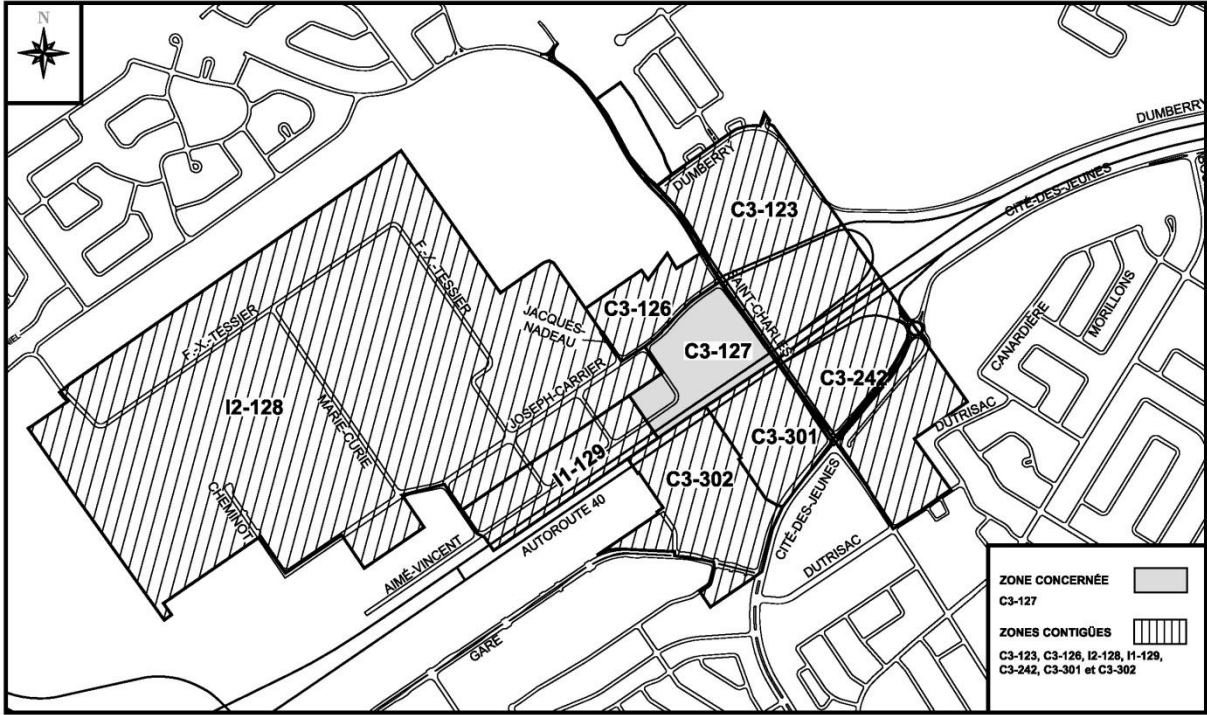 N
DUMBERRY
DUMBERRY
CITÉ-DES-JEUNES
C3-123
SAINT-CHARLES
C3-126
JACQUES-
NADEAU
F.-X.-TESSIER
F.-X.-TESSIER
MORILLONS
CANARDIÈRE
C3-127
C3-242
JOSEPH-CARRIER
I2-128
MARIE-CURIE
DUTRISAC
C3-301
I1-129
C3-302
CHEMINOT
AUTOROUTE 40
CITÉ-DES-JEUNES
AIMÉ-VINCENT
DUTRISAC
GARE
ZONE CONCERNÉE
C3-127
ZONES CONTIGÜES
C3-123, C3-126, I2-128, I1-129,
C3-242, C3-301 et C3-302